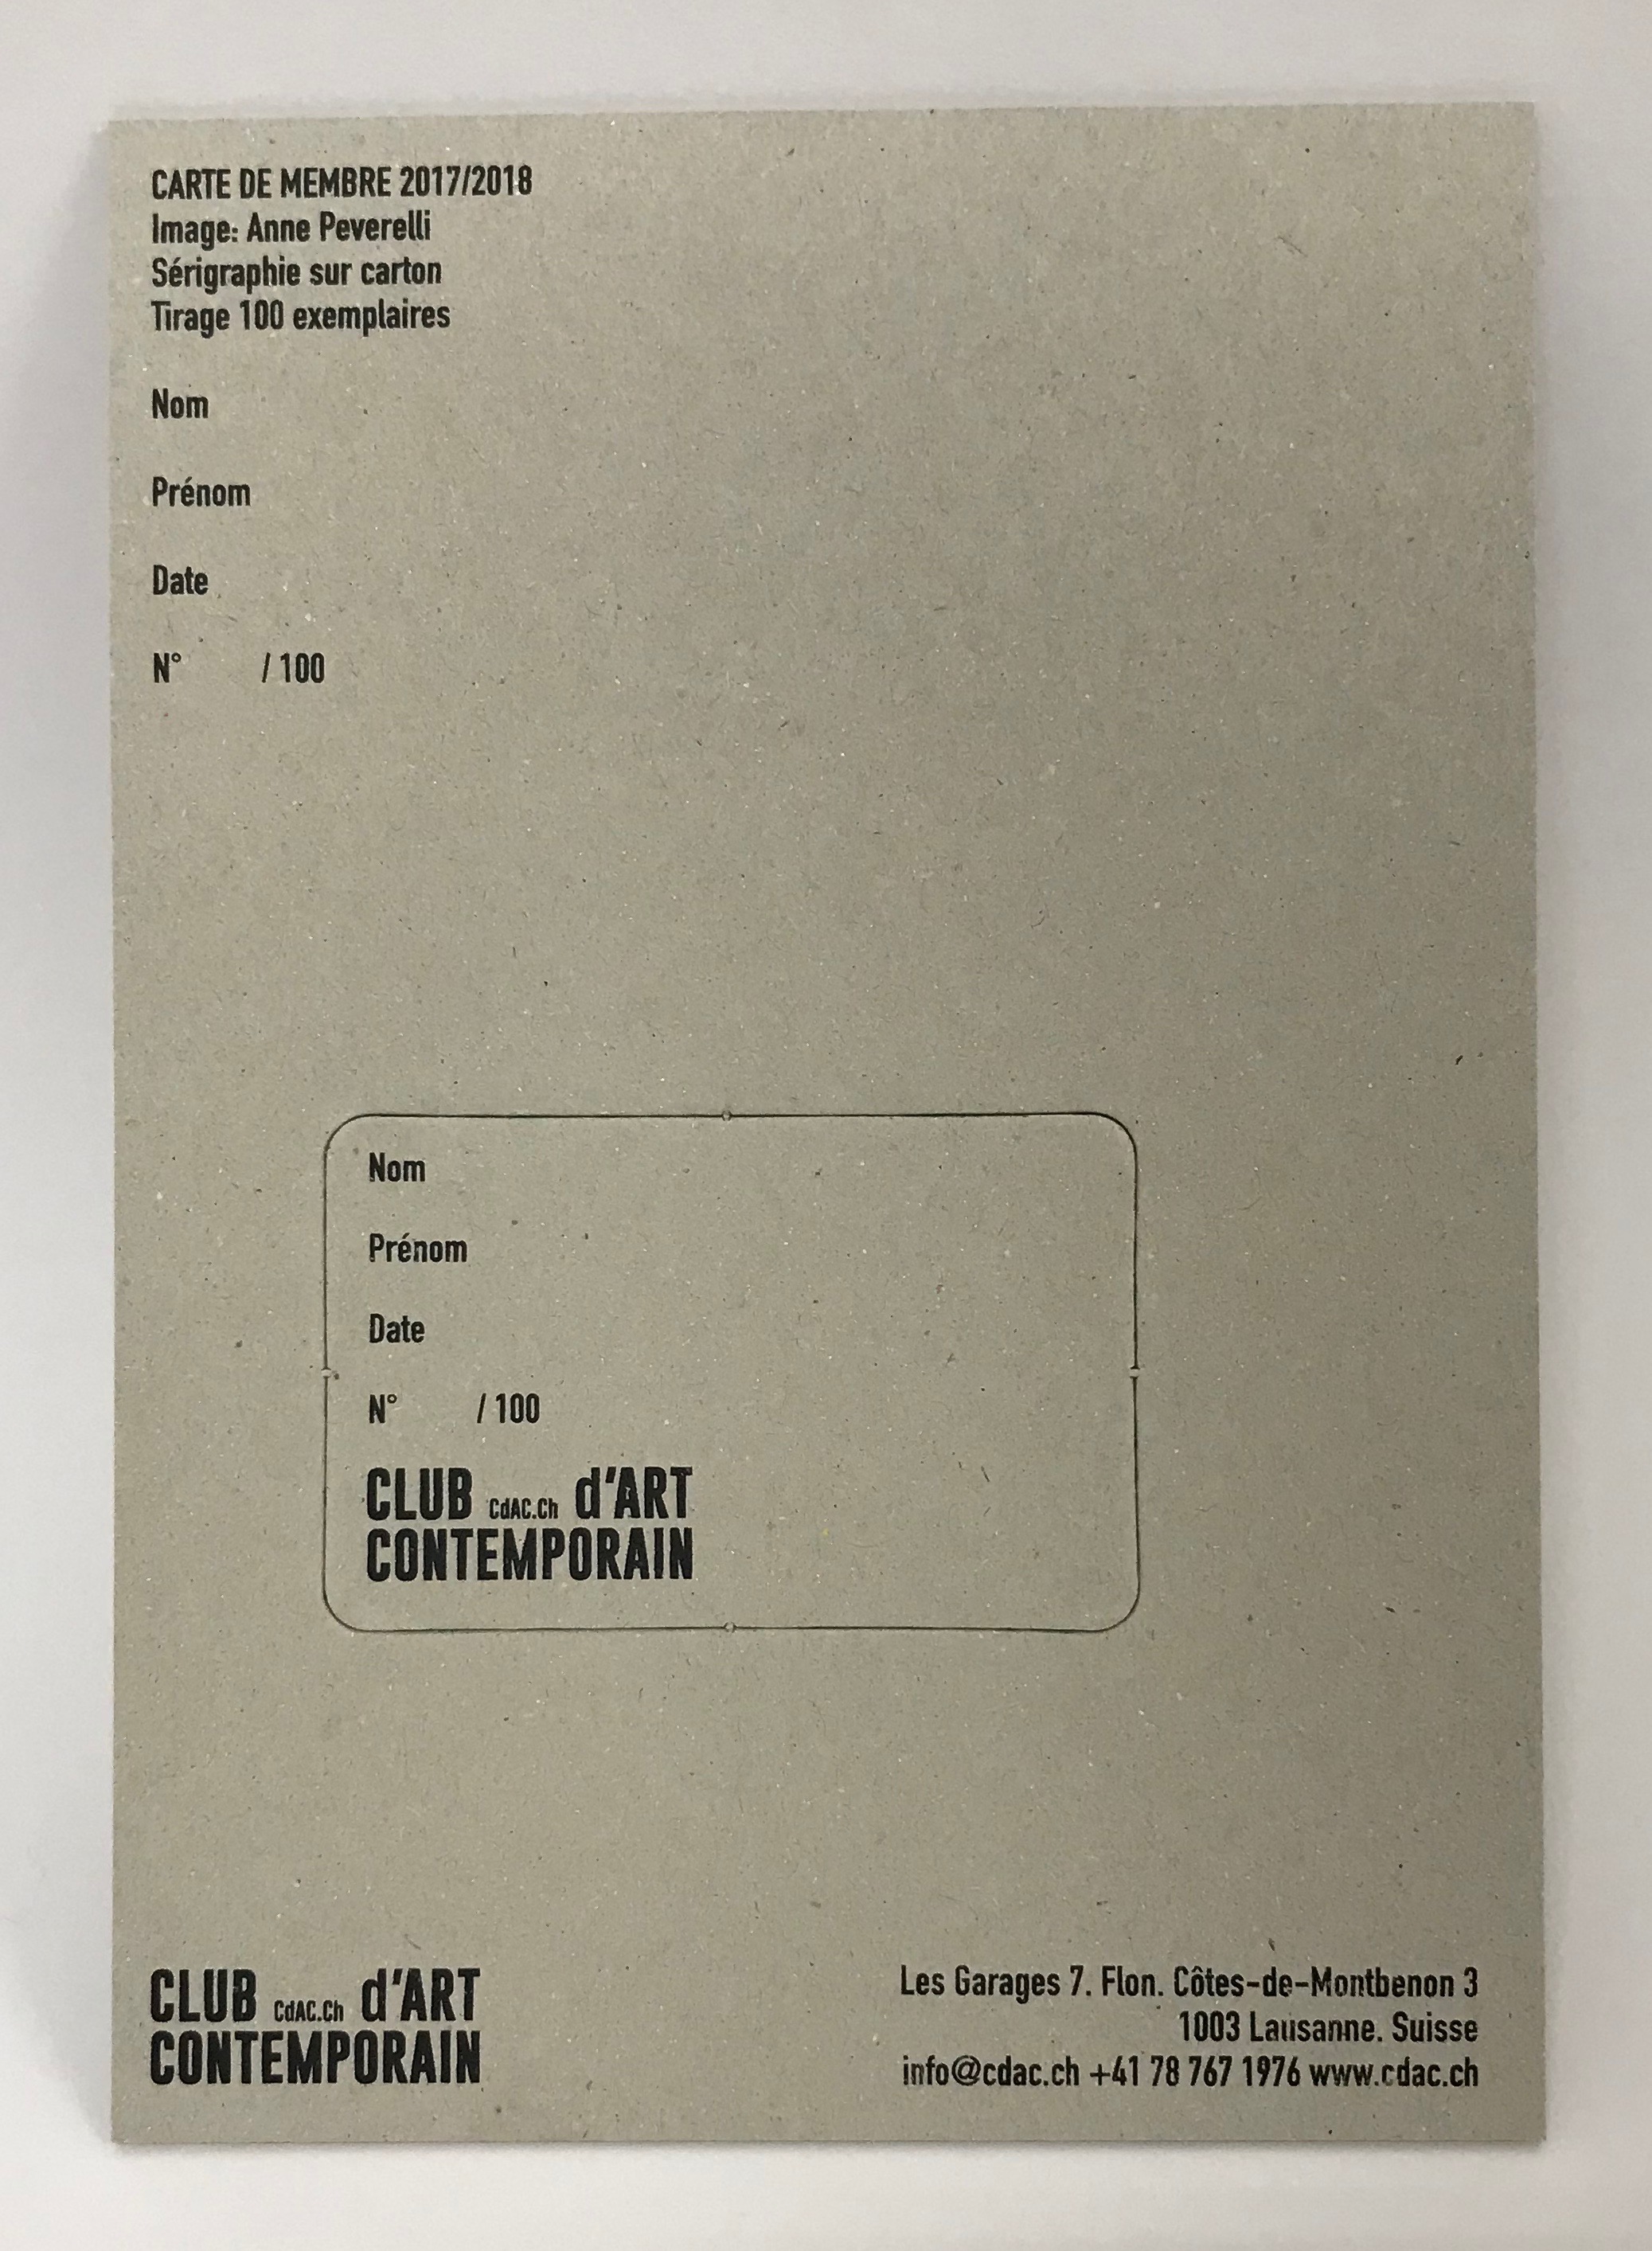 CARTE DE MEMBRE 2017/2018
Image: Anne Peverelli
Sérigraphie sur carton
Tirage 100 exemplaires
Nom
Prénom
Date
N° / 100
Nom
Prénom
Date
N° / 100
CLUB CdAC.Ch d'ART
CONTEMPORAIN
CLUB CdAC.Ch d'ART
CONTEMPORAIN
Les Garages 7. Flon. Côtes-de-Montbenon 3
1003 Lausanne. Suisse
info@cdac.ch +41 78 767 1976 www.cdac.ch